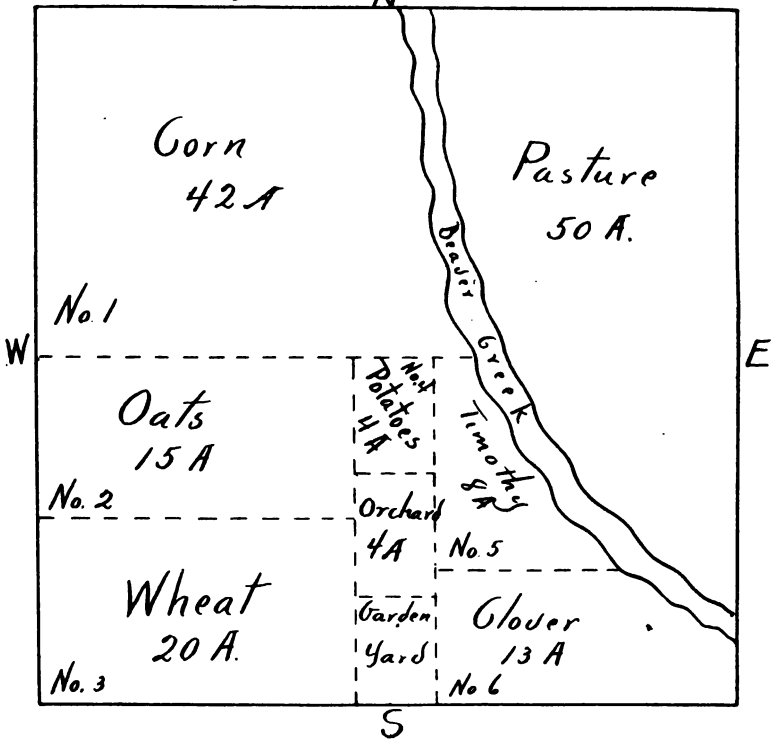 N
Corn
42 A
Pasture
50 A.
Beaver Creek
No. 1
W
E
No. 4
Potatoes
4 A
Oats
15 A
Timothy
8 A
No. 2
Orchard
4 A
No. 5
Wheat
20 A.
Garden
Yard
Clover
13 A
No. 3
No 6
S